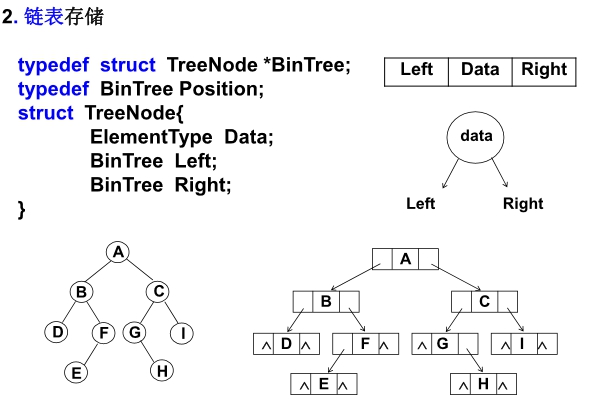 2. 链表存储
typedef struct TreeNode *BinTree;
typedef BinTree Position;
struct TreeNode{
ElementType Data;
BinTree Left;
BinTree Right;
}
Left Data Right
data
Left Right
A
B C
D F G I
E H
A
B C
∧ D ∧ F ∧ ∧ G ∧ I ∧
∧ E ∧ ∧ H ∧